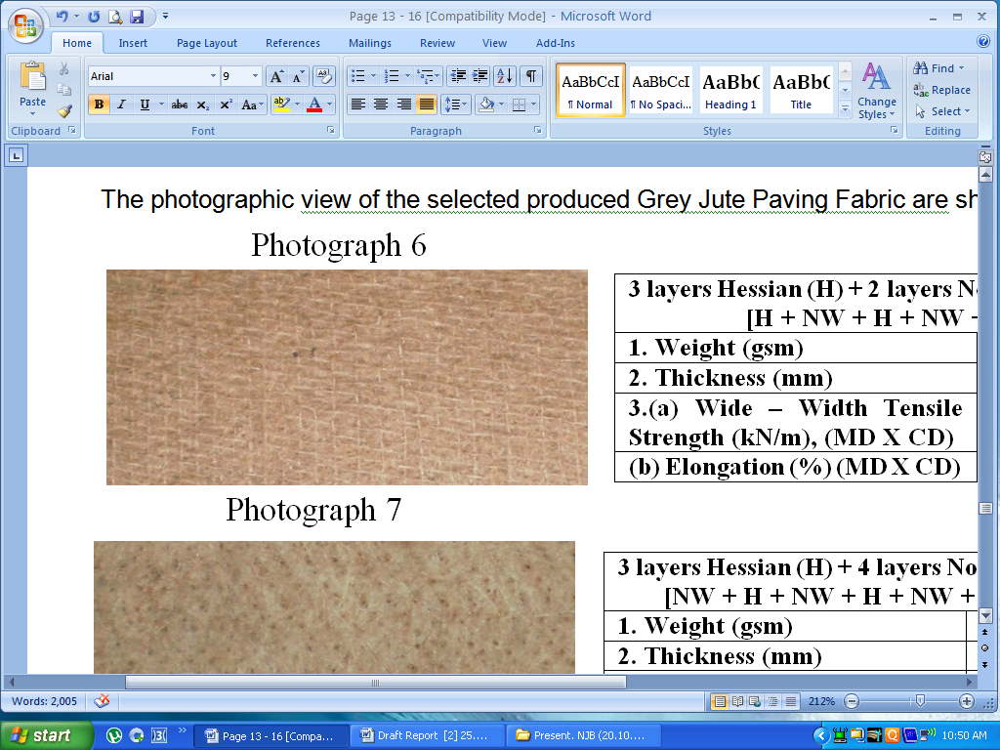 Page 13 - 16 [Compatibility Mode] - Microsoft Word
Home Insert Page Layout References Mailings Review View Add-Ins
Paste
Clipboard
Arial 9
B I U abc X₂ X² Aa
Font
Paragraph
AaBbCcI AaBbCcI AaBbC AaBb(
¶ Normal ¶ No Spaci... Heading 1 Title
Change Styles
Styles
Find
Replace
Select
Editing
The photographic view of the selected produced Grey Jute Paving Fabric are sh
Photograph 6
3 layers Hessian (H) + 2 layers N
[H + NW + H + NW +
1. Weight (gsm)
2. Thickness (mm)
3.(a) Wide – Width Tensile
Strength (kN/m), (MD X CD)
(b) Elongation (%) (MD X CD)
Photograph 7
3 layers Hessian (H) + 4 layers No
[NW + H + NW + H + NW +
1. Weight (gsm)
2. Thickness (mm)
Words: 2,005 212%
start Page 13 - 16 [Compa... Draft Report [2] 25.... Present. NJB (20.10.... 10:50 AM